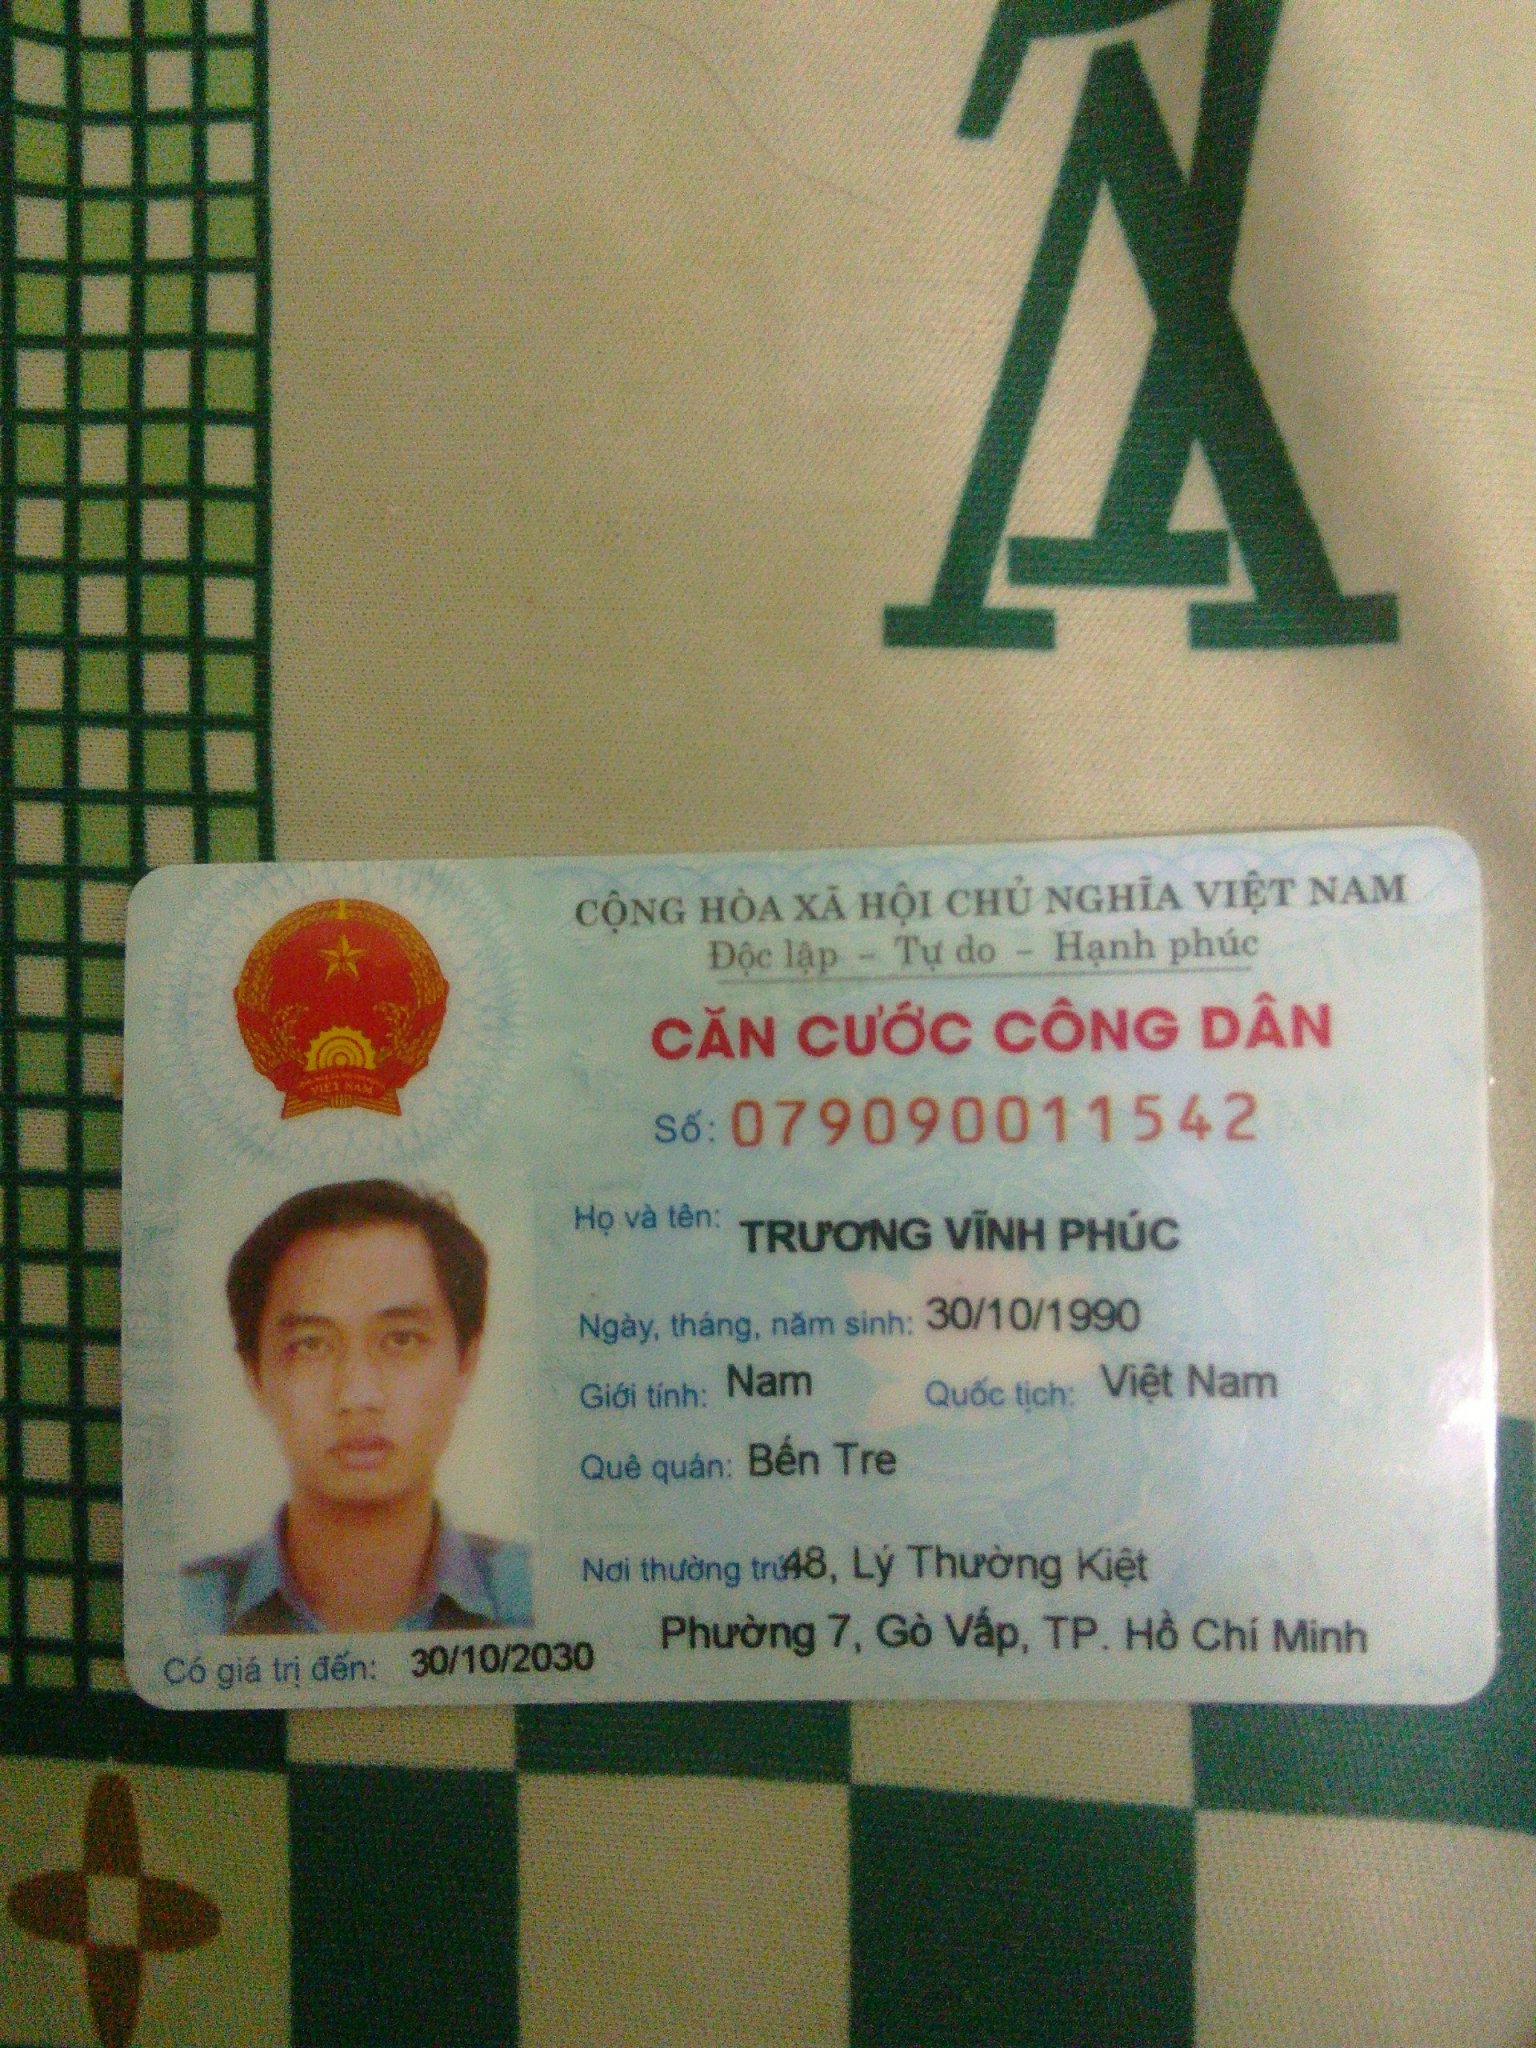 CỘNG HÒA XÃ HỘI CHỦ NGHĨA VIỆT NAM
Độc lập - Tự do - Hạnh phúc
CĂN CƯỚC CÔNG DÂN
Số: 079090011542
Họ và tên: TRƯƠNG VĨNH PHÚC
Ngày, tháng, năm sinh: 30/10/1990
Giới tính: Nam Quốc tịch: Việt Nam
Quê quán: Bến Tre
Nơi thường trú: 48, Lý Thường Kiệt
Phường 7, Gò Vấp, TP. Hồ Chí Minh
Có giá trị đến: 30/10/2030
VIỆT NAM